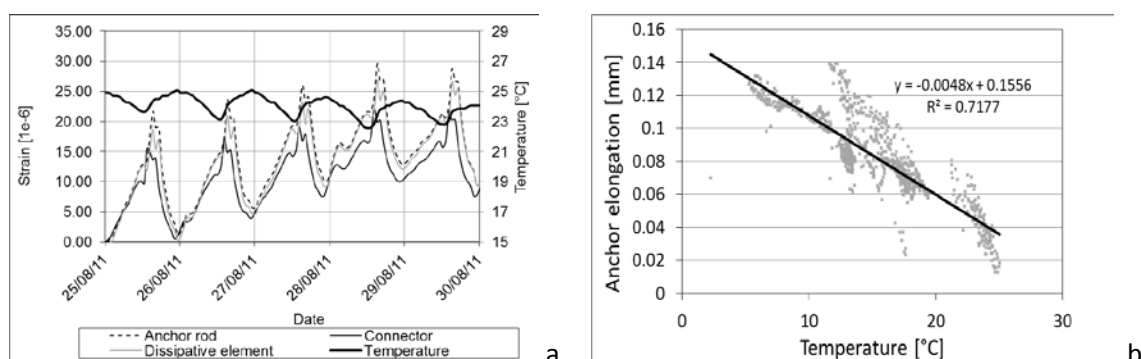 35.00
30.00
25.00
20.00
15.00
10.00
5.00
0.00
Strain [1e-6]
29
27
25
23
21
19
17
15
Temperature [°C]
25/08/11
26/08/11
27/08/11
28/08/11
29/08/11
30/08/11
Date
Anchor rod
Connector
Dissipative element
Temperature
a
0.16
0.14
0.12
0.1
0.08
0.06
0.04
0.02
0
Anchor elongation [mm]
y = -0.0048x + 0.1556
R² = 0.7177
0
10
20
30
Temperature [°C]
b